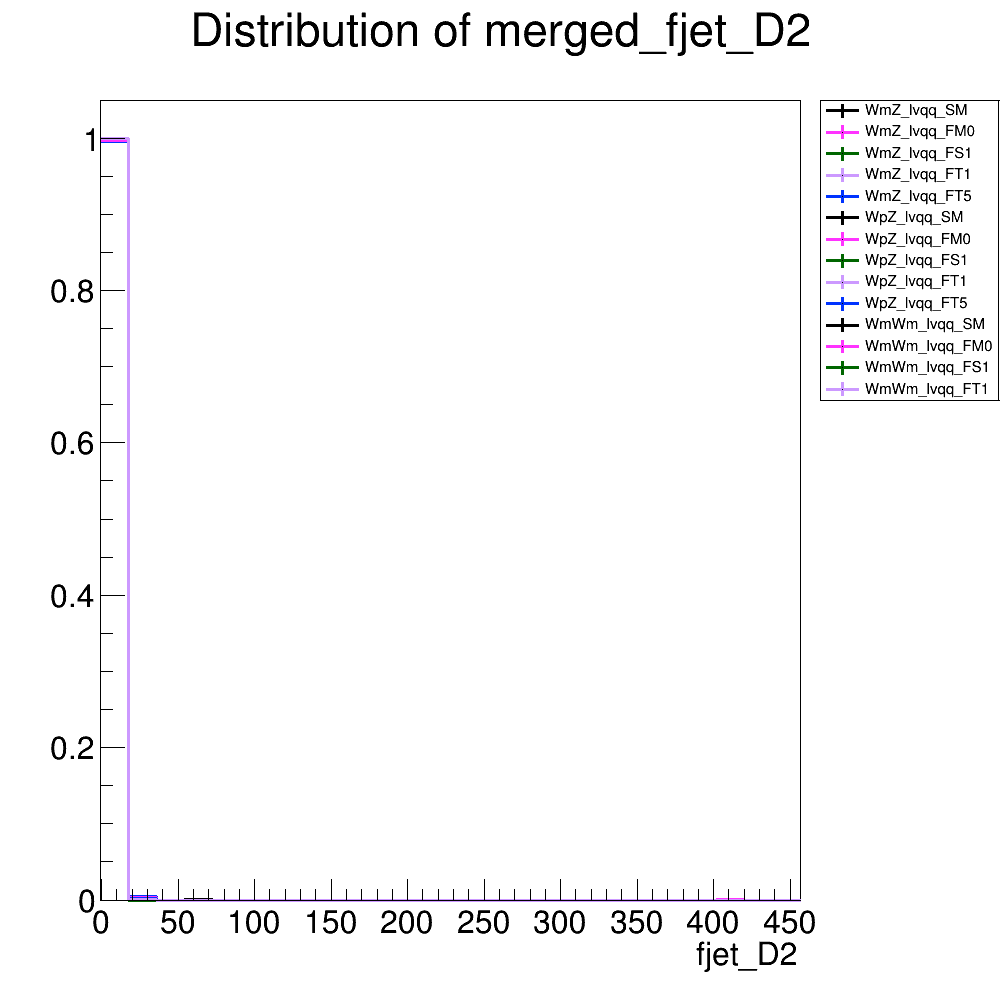 Distribution of merged_fjet_D2
WmZ_lvqq_SM
WmZ_lvqq_FM0
WmZ_lvqq_FS1
WmZ_lvqq_FT1
WmZ_lvqq_FT5
WpZ_lvqq_SM
WpZ_lvqq_FM0
WpZ_lvqq_FS1
WpZ_lvqq_FT1
WpZ_lvqq_FT5
WmWm_lvqq_SM
WmWm_lvqq_FM0
WmWm_lvqq_FS1
WmWm_lvqq_FT1
1
0.8
0.6
0.4
0.2
0
0 50 100 150 200 250 300 350 400 450
fjet_D2